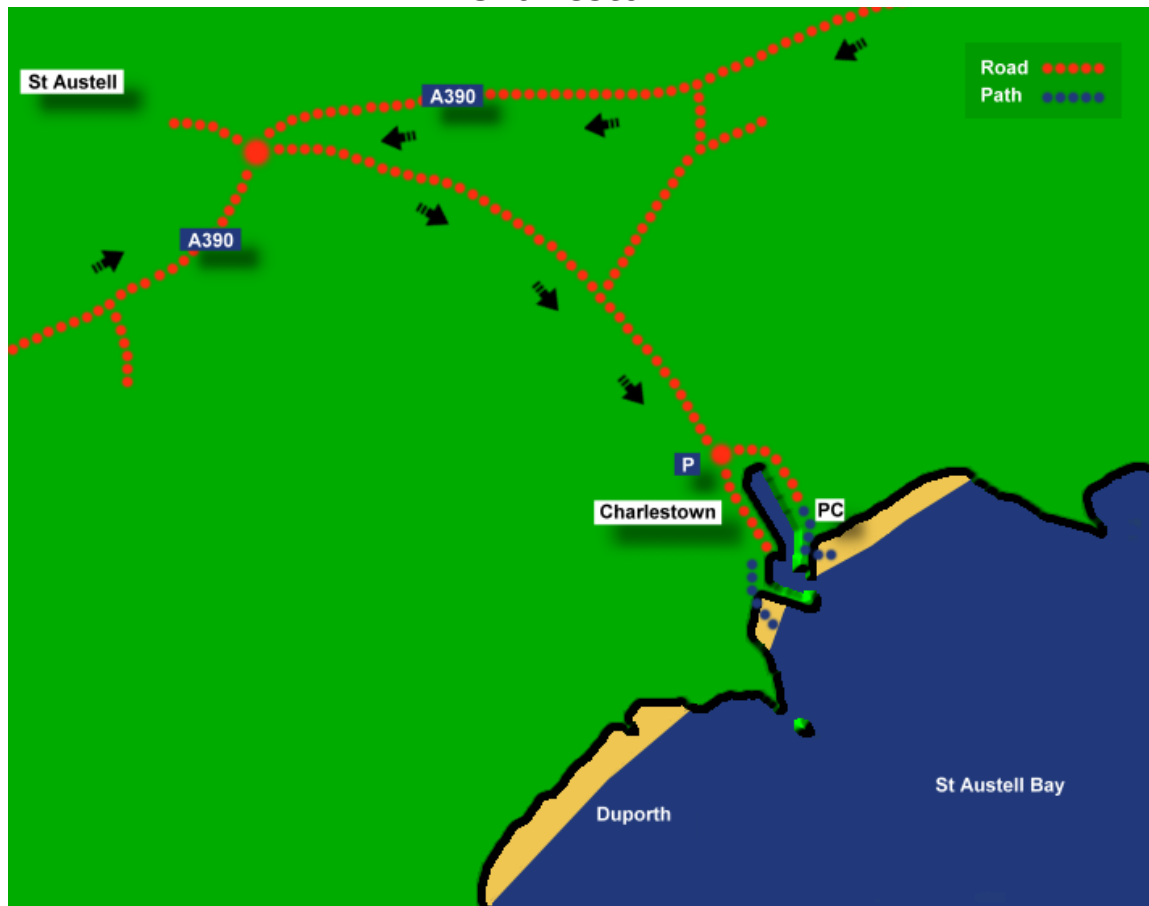 St Austell
A390
Road
Path
A390
P
Charlestown
PC
St Austell Bay
Duporth